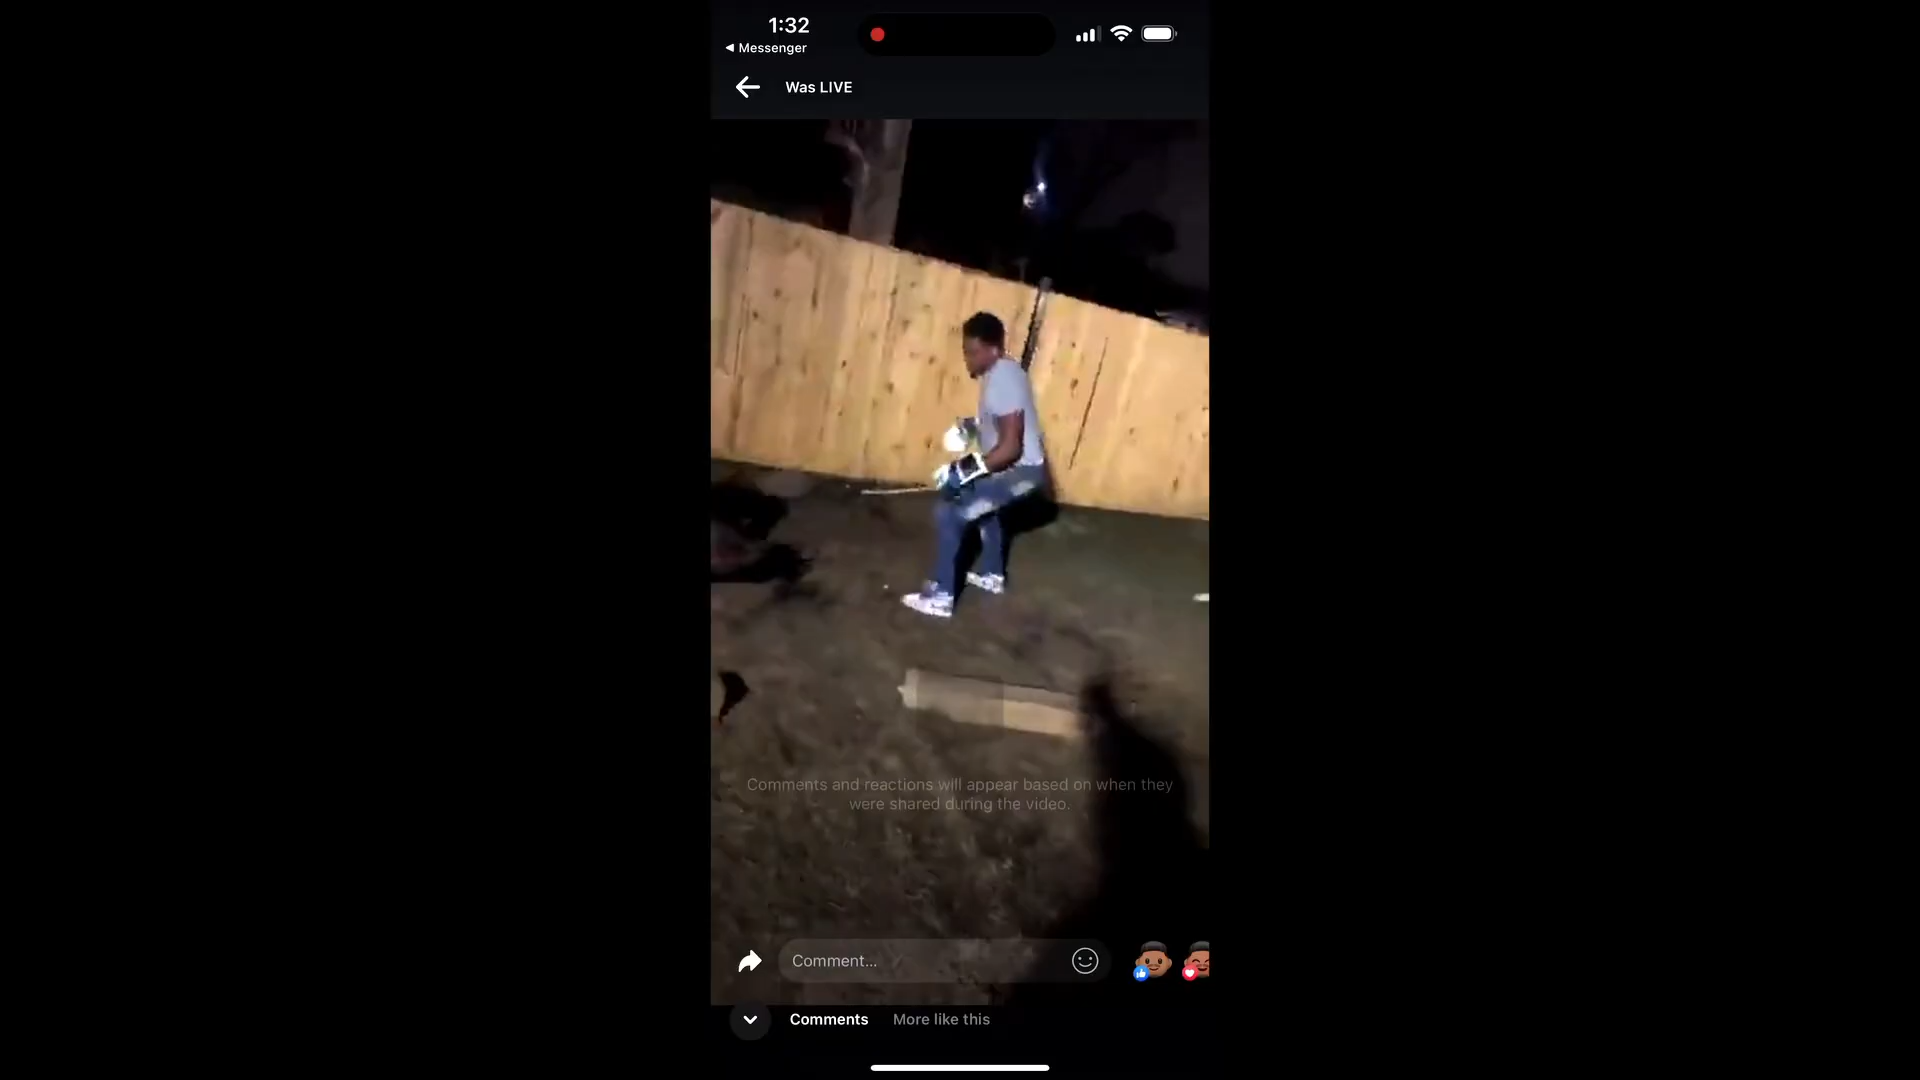 1:32
◀ Messenger
Was LIVE
Comments and reactions will appear based on when they
were shared during the video.
Comment...
Comments
More like this